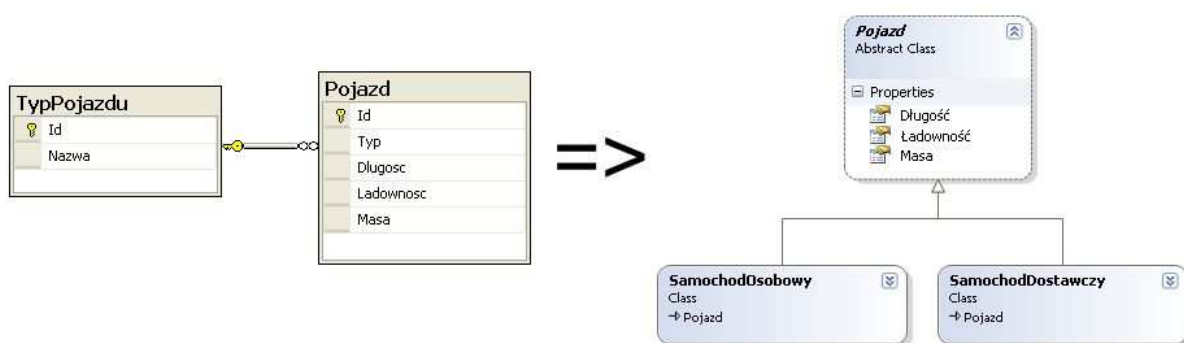 TypPojazdu
Id
Nazwa
Pojazd
Id
Typ
Dlugosc
Ladownosc
Masa
=>
Pojazd
Abstract Class
Properties
Długość
Ładowność
Masa
SamochodOsobowy
Class
Pojazd
SamochodDostawczy
Class
Pojazd